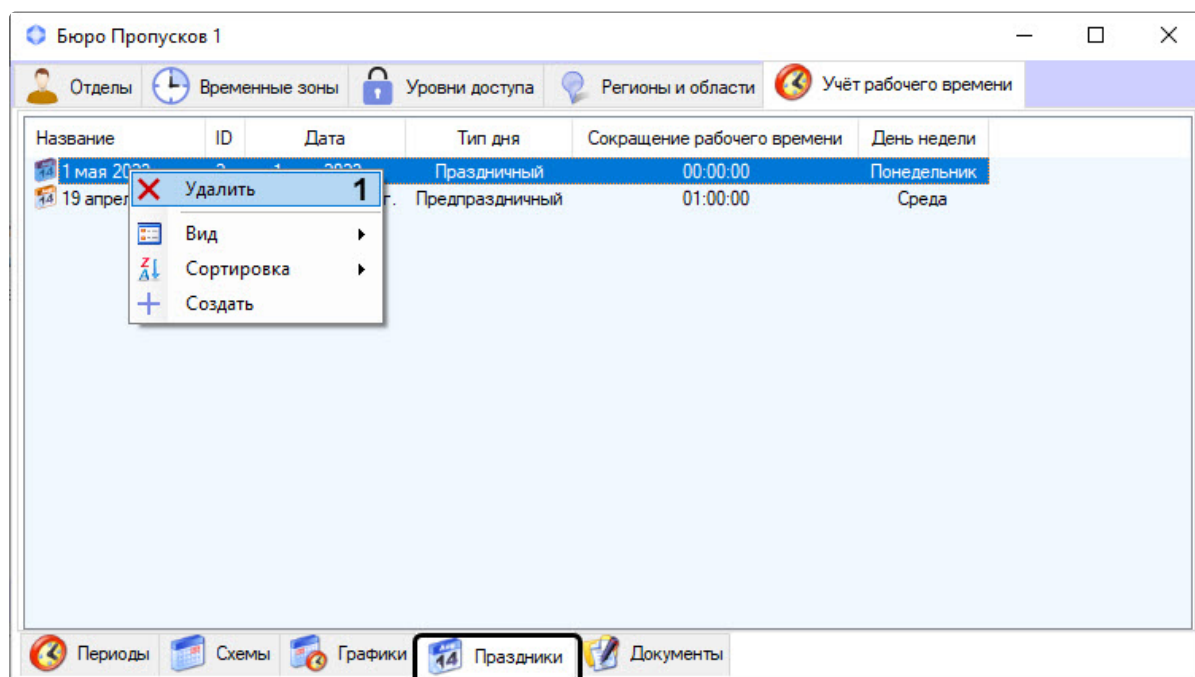 Бюро Пропусков 1
Отделы Временные зоны Уровни доступа Регионы и области Учёт рабочего времени
Название ID Дата Тип дня Сокращение рабочего времени День недели
1 мая Праздничный 00:00:00 Понедельник
19 г. Предпраздничный 01:00:00 Среда
Удалить 1
Вид
Сортировка
Создать
Периоды Схемы Графики Праздники Документы